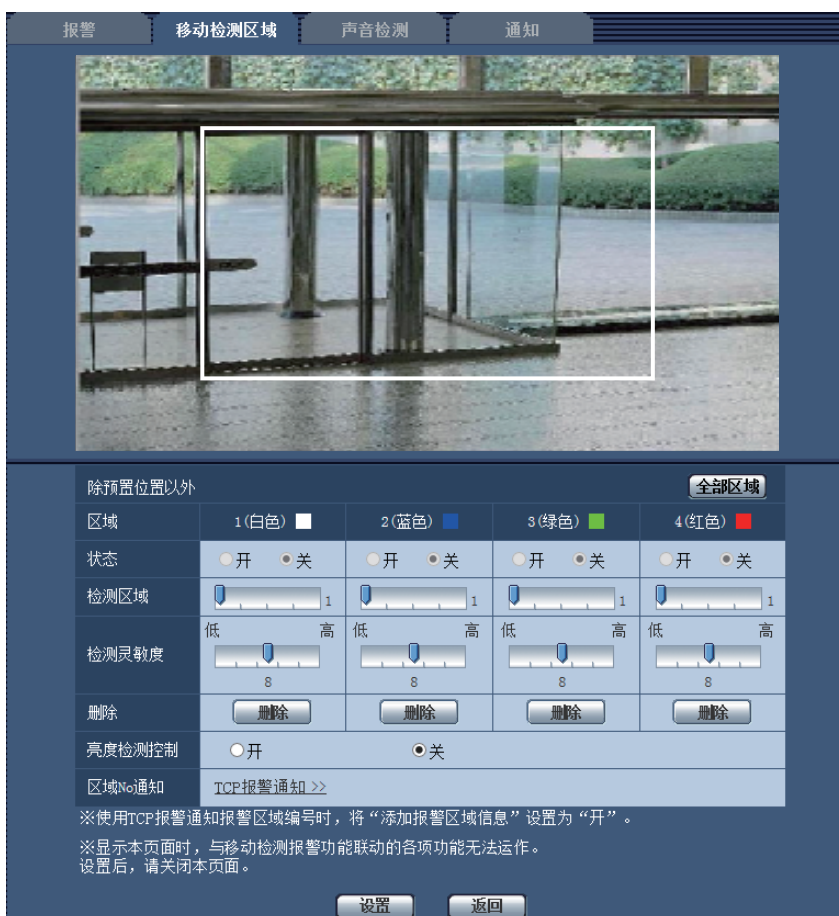 报警 移动检测区域 声音检测 通知
除预置位置以外 全部区域
区域 1(白色) 2(蓝色) 3(绿色) 4(红色)
状态 开 关 开 关 开 关 开 关
检测区域 1 1 1 1
检测灵敏度 低 高 低 高 低 高 低 高
8 8 8 8
删除 删除 删除 删除 删除
亮度检测控制 开 关
区域No通知 TCP报警通知 >>
※使用TCP报警通知报警区域编号时，将“添加报警区域信息”设置为“开”。
※显示本页面时，与移动检测报警功能联动的各项功能无法运作。
设置后，请关闭本页面。
设置 返回